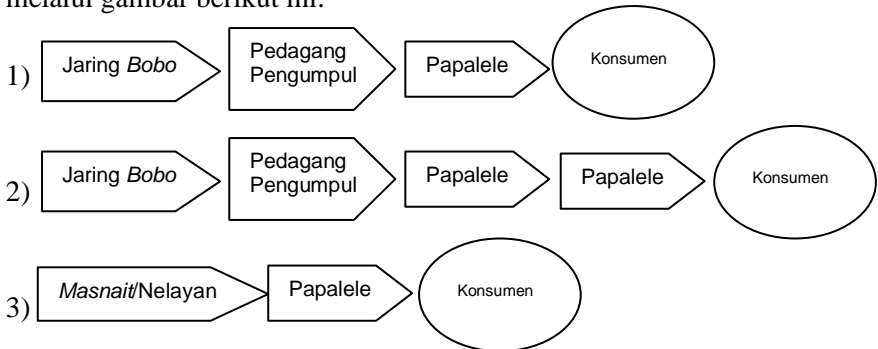 melalui gambar berikut ini.
1) Jaring Bobo Pedagang Pengumpul Papalele Konsumen
2) Jaring Bobo Pedagang Pengumpul Papalele Papalele Konsumen
3) Masnait/Nelayan Papalele Konsumen